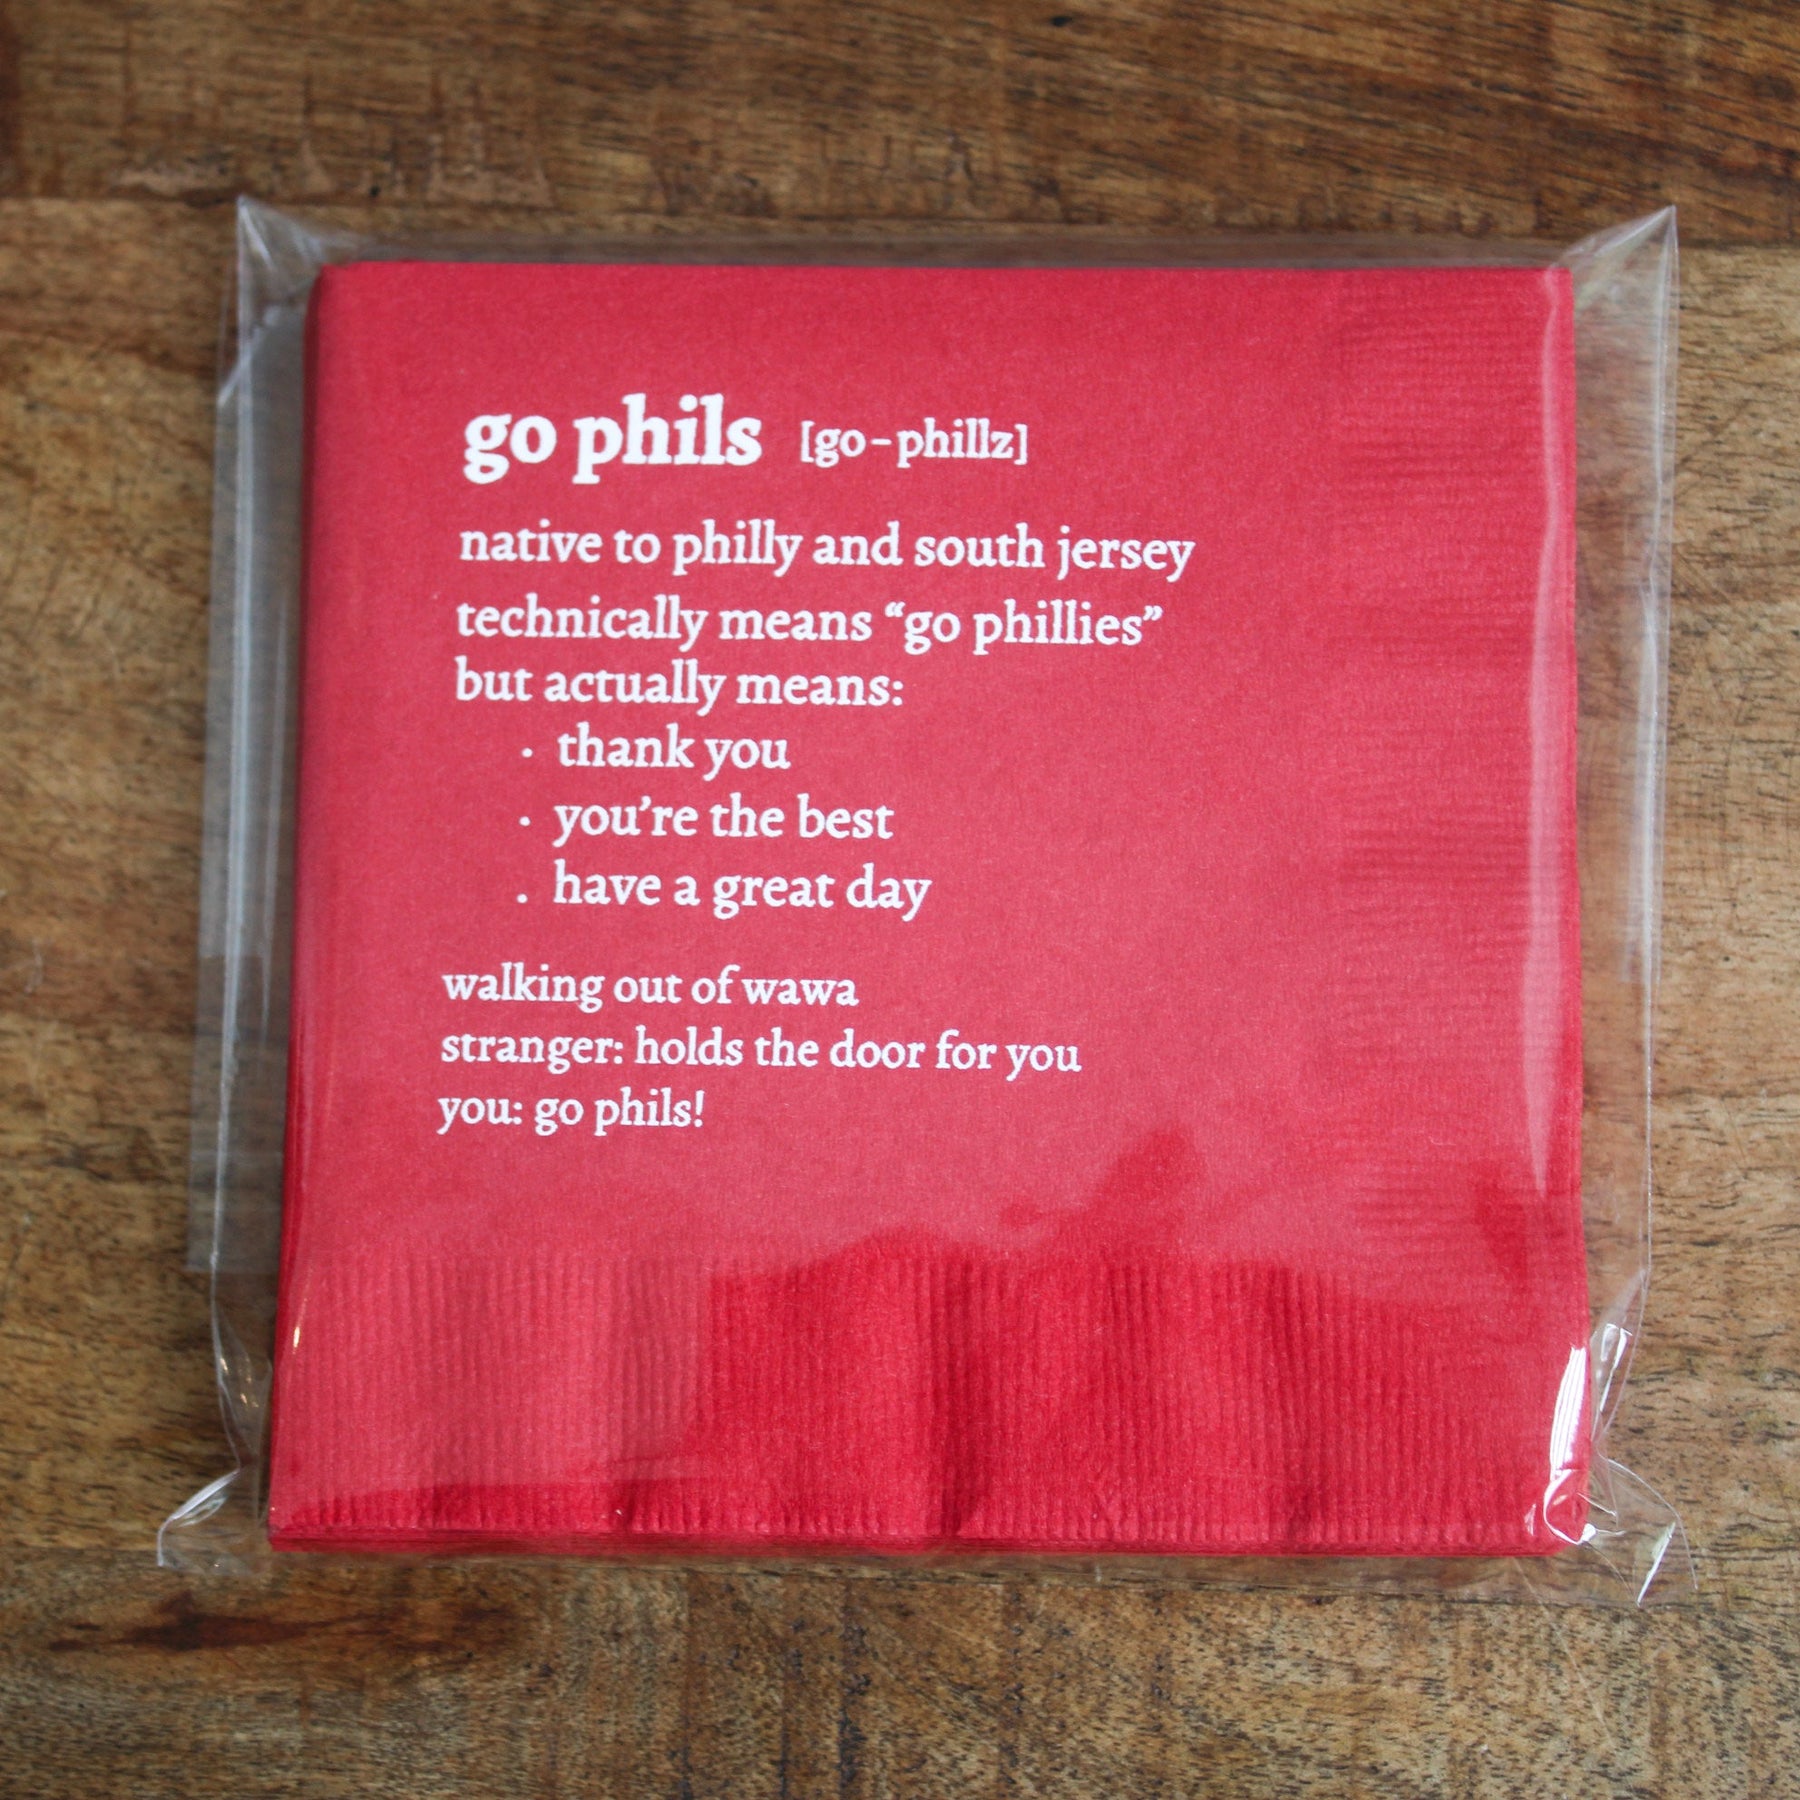 go phils [go-phillz]
native to philly and south jersey
technically means “go phillies”
but actually means:
· thank you
· you’re the best
. have a great day
walking out of wawa
stranger: holds the door for you
you: go phils!